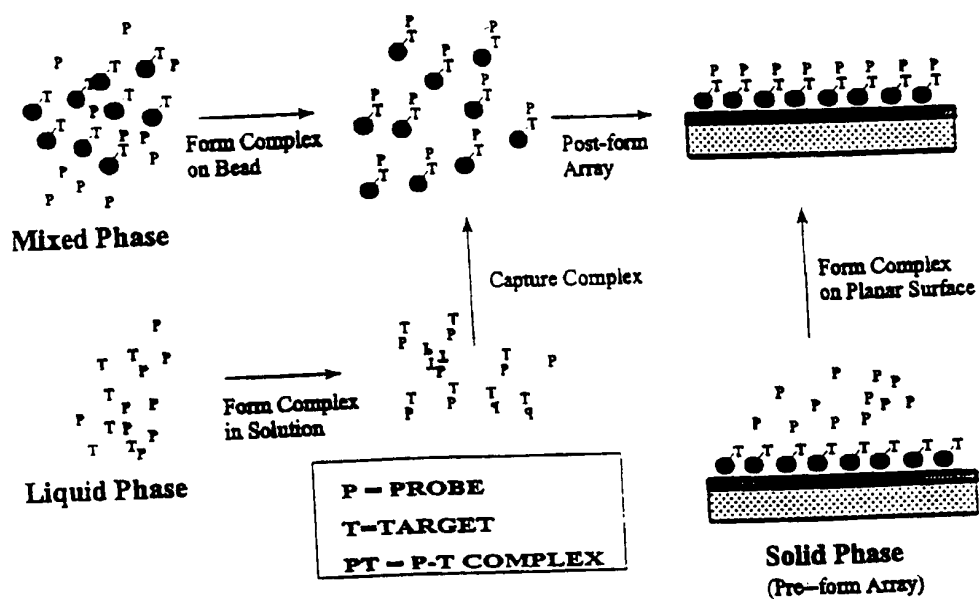 Form Complex
on Bead
Post-form
Array
Mixed Phase
Capture Complex
Form Complex
on Planar Surface
Form Complex
in Solution
Liquid Phase
P = PROBE
T=TARGET
PT = P-T COMPLEX
Solid Phase
(Pre-form Array)